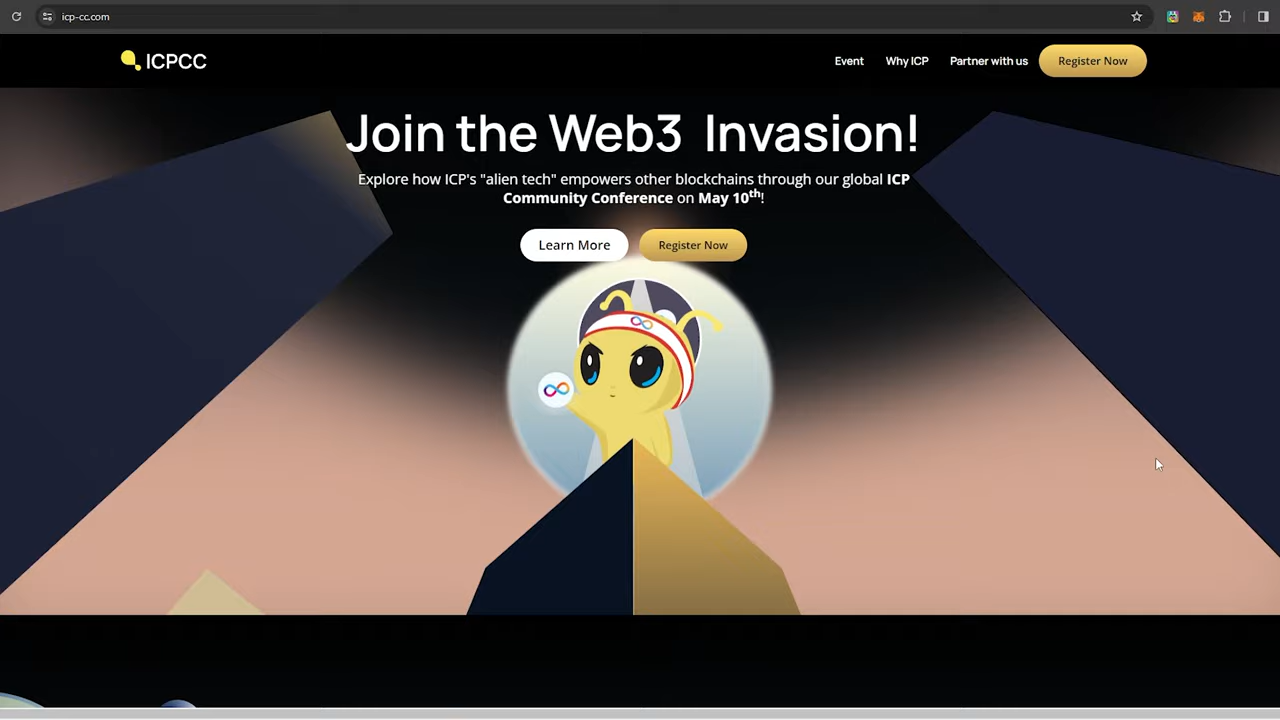 icp-cc.com
ICPCC
Event
Why ICP
Partner with us
Register Now
Join the Web3 Invasion!
Explore how ICP's "alien tech" empowers other blockchains through our global ICP
Community Conference on May 10th!
Learn More
Register Now